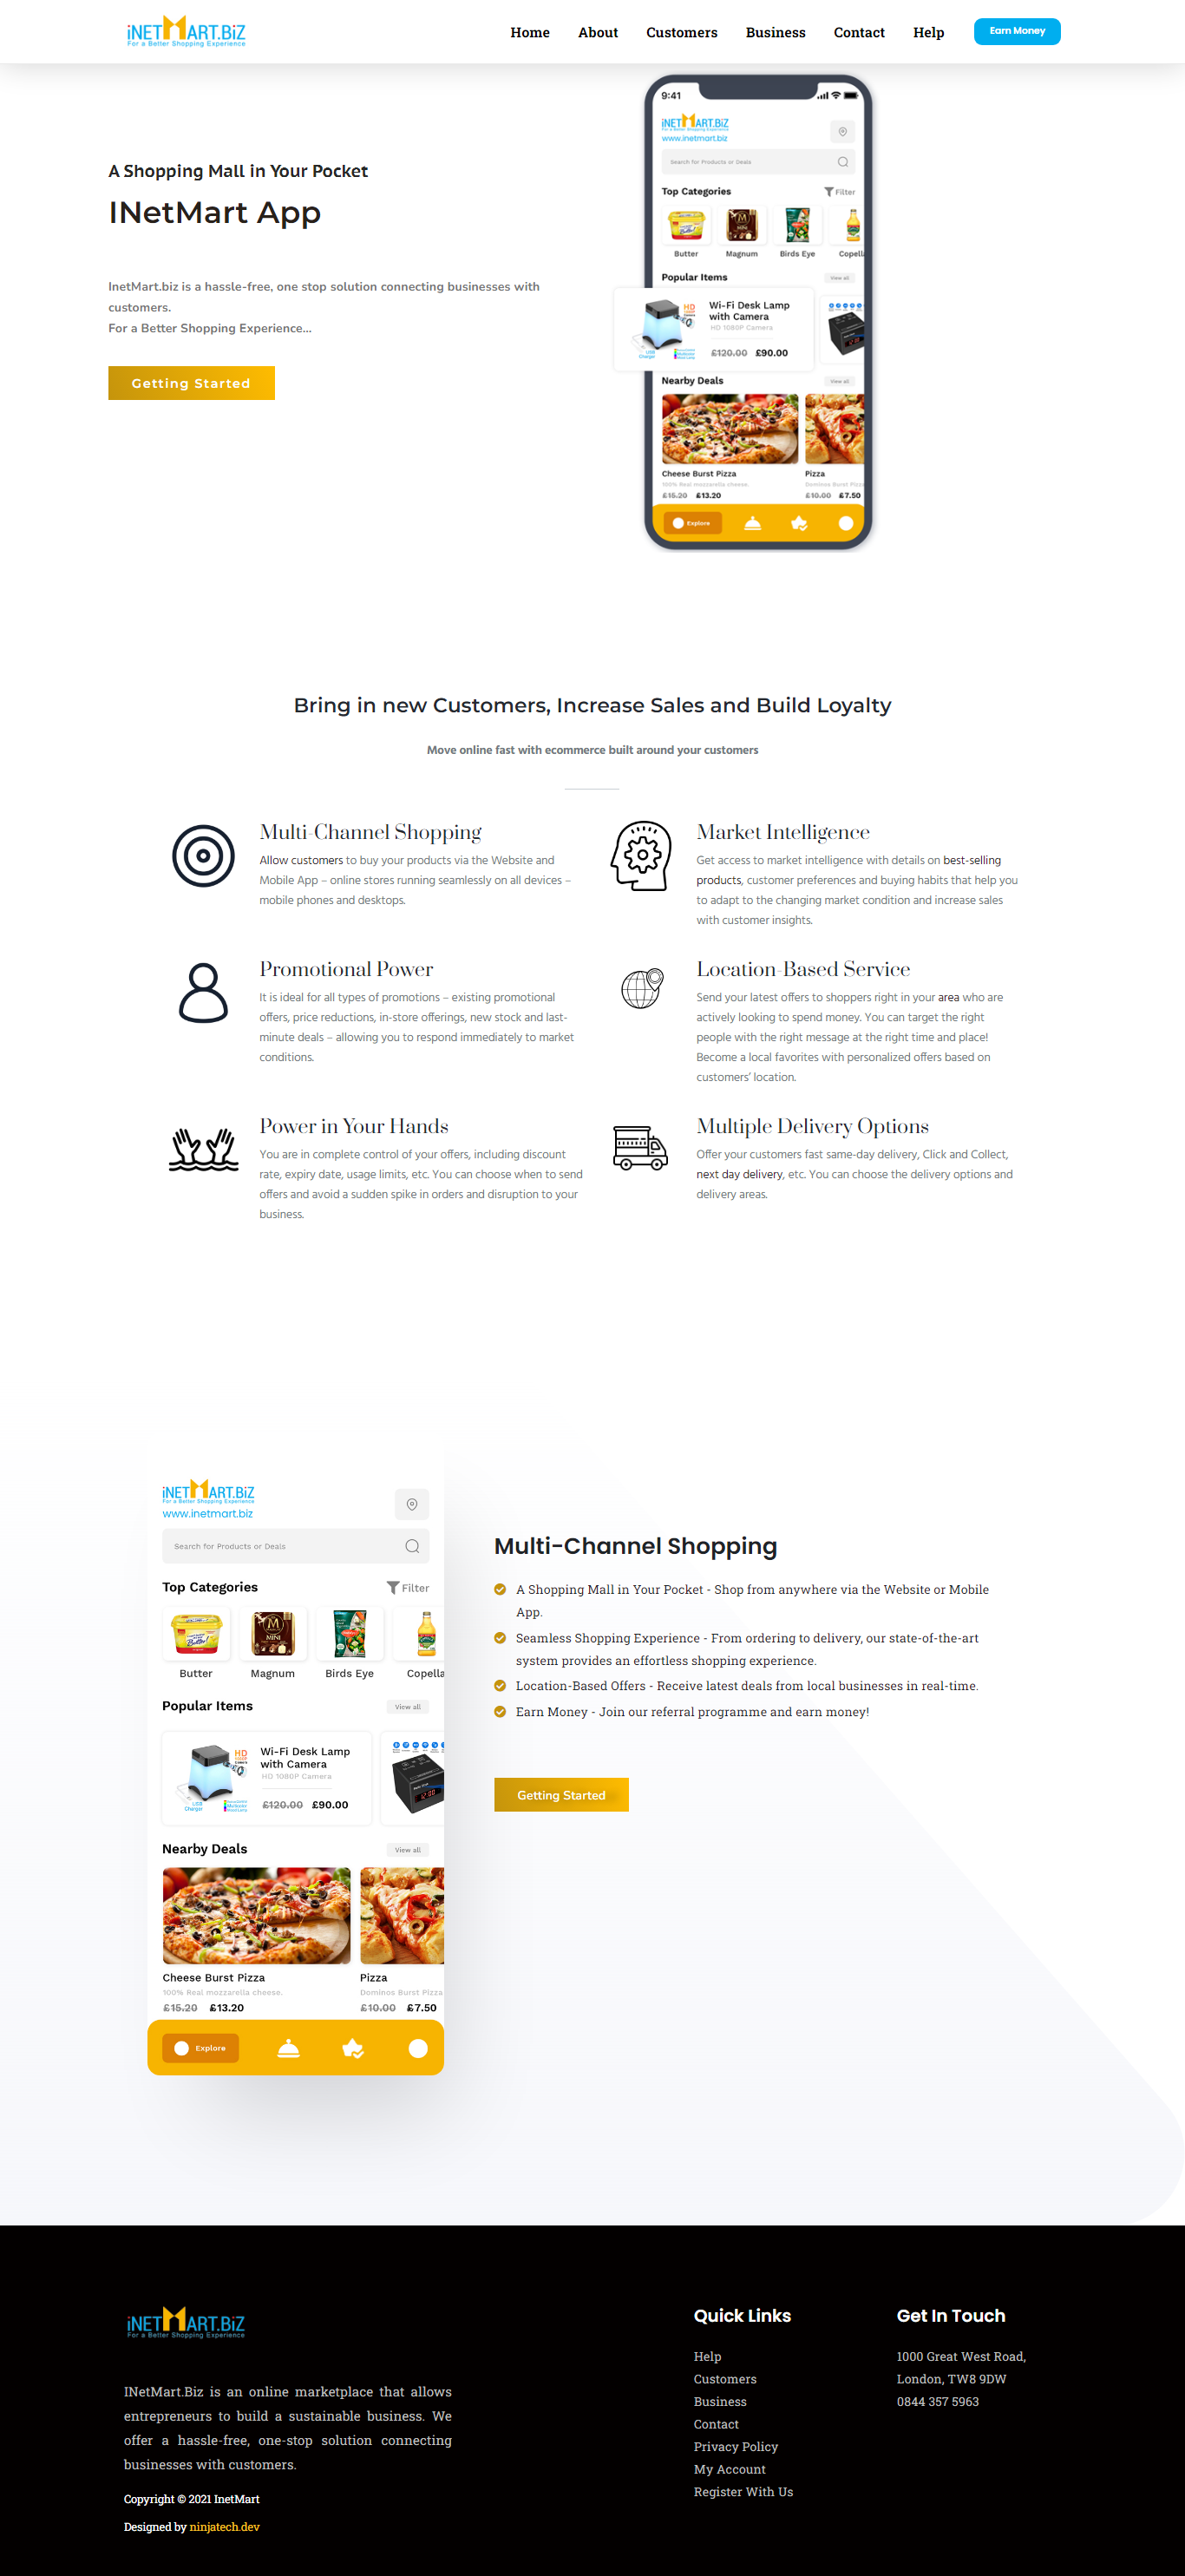 iNETMART.BiZ
For a Better Shopping Experience
Home About Customers Business Contact Help Earn Money
A Shopping Mall in Your Pocket
INetMart App
InetMart.biz is a hassle-free, one stop solution connecting businesses with
customers.
For a Better Shopping Experience...
Getting Started
9:41
iNETMART.BiZ
For a Better Shopping Experience
www.inetmart.biz
Search for Products or Deals
Top Categories
Filter
Butter Magnum Birds Eye Copella
Popular Items
View all
Wi-Fi Desk Lamp
with Camera
HD 1080P Camera
£120.00 £90.00
Nearby Deals
View all
Cheese Burst Pizza
100% Real mozzarella cheese.
£15.20 £13.20
Pizza
Dominos Burst Pizza
£10.00 £7.50
Explore
Bring in new Customers, Increase Sales and Build Loyalty
Move online fast with ecommerce built around your customers
Multi-Channel Shopping
Allow customers to buy your products via the Website and
Mobile App – online stores running seamlessly on all devices –
mobile phones and desktops.
Market Intelligence
Get access to market intelligence with details on best-selling
products, customer preferences and buying habits that help you
to adapt to the changing market condition and increase sales
with customer insights.
Promotional Power
It is ideal for all types of promotions – existing promotional
offers, price reductions, in-store offerings, new stock and last-
minute deals – allowing you to respond immediately to market
conditions.
Location-Based Service
Send your latest offers to shoppers right in your area who are
actively looking to spend money. You can target the right
people with the right message at the right time and place!
Become a local favorites with personalized offers based on
customers’ location.
Power in Your Hands
You are in complete control of your offers, including discount
rate, expiry date, usage limits, etc. You can choose when to send
offers and avoid a sudden spike in orders and disruption to your
business.
Multiple Delivery Options
Offer your customers fast same-day delivery, Click and Collect,
next day delivery, etc. You can choose the delivery options and
delivery areas.
iNETMART.BiZ
For a Better Shopping Experience
www.inetmart.biz
Search for Products or Deals
Top Categories
Filter
Butter Magnum Birds Eye Copella
Popular Items
View all
HD
USB
Charger
Wi-Fi Desk Lamp
with Camera
HD 1080P Camera
£120.00 £90.00
Nearby Deals
View all
Cheese Burst Pizza
100% Real mozzarella cheese.
£15.20 £13.20
Pizza
Dominos Burst Pizza
£10.00 £7.50
Explore
Multi-Channel Shopping
A Shopping Mall in Your Pocket - Shop from anywhere via the Website or Mobile
App.
Seamless Shopping Experience - From ordering to delivery, our state-of-the-art
system provides an effortless shopping experience.
Location-Based Offers - Receive latest deals from local businesses in real-time.
Earn Money - Join our referral programme and earn money!
Getting Started
iNETMART.BiZ
For a Better Shopping Experience
INetMart.Biz is an online marketplace that allows
entrepreneurs to build a sustainable business. We
offer a hassle-free, one-stop solution connecting
businesses with customers.
Copyright © 2021 InetMart
Designed by ninjatech.dev
Quick Links
Help
Customers
Business
Contact
Privacy Policy
My Account
Register With Us
Get In Touch
1000 Great West Road,
London, TW8 9DW
0844 357 5963